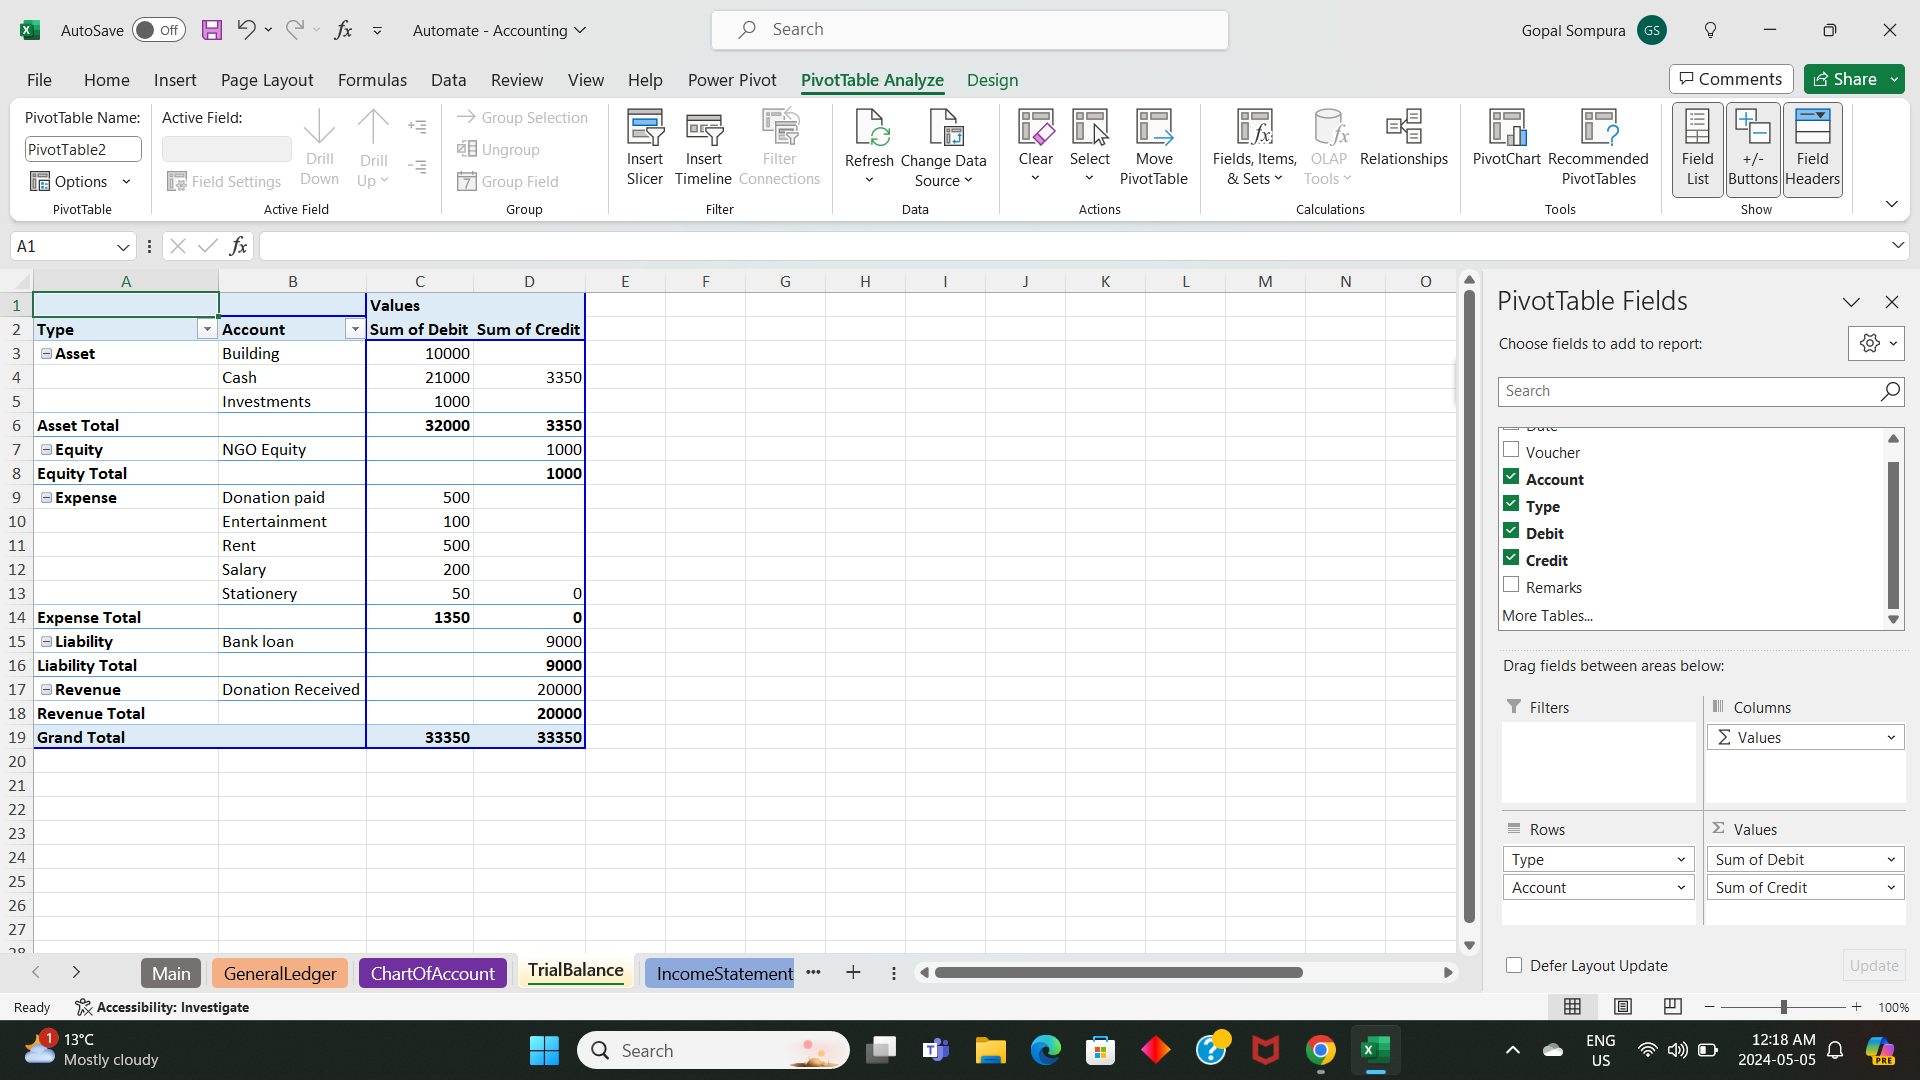 AutoSave Off Automate - Accounting Search Gopal Sompura GS
File Home Insert Page Layout Formulas Data Review View Help Power Pivot PivotTable Analyze Design Comments Share
PivotTable Name:
PivotTable2
Options
PivotTable
Active Field:
Field Settings
Drill Down
Drill Up
Active Field
Group Selection
Ungroup
Group Field
Group
Insert Slicer
Insert Timeline
Filter Connections
Filter
Refresh
Change Data Source
Data
Clear
Select
Move PivotTable
Actions
Fields, Items, & Sets
OLAP Tools
Relationships
Calculations
PivotChart
Recommended PivotTables
Tools
Field List
+/- Buttons
Field Headers
Show
A1 fx
A B C D E F G H I J K L M N O
1 Values
2 Type Account Sum of Debit Sum of Credit
3 Asset Building 10000
4 Cash 21000 3350
5 Investments 1000
6 Asset Total 32000 3350
7 Equity NGO Equity 1000
8 Equity Total 1000
9 Expense Donation paid 500
10 Entertainment 100
11 Rent 500
12 Salary 200
13 Stationery 50 0
14 Expense Total 1350 0
15 Liability Bank loan 9000
16 Liability Total 9000
17 Revenue Donation Received 20000
18 Revenue Total 20000
19 Grand Total 33350 33350
20
21
22
23
24
25
26
27
28
PivotTable Fields
Choose fields to add to report:
Search
Date
Voucher
Account
Type
Debit
Credit
Remarks
More Tables...
Drag fields between areas below:
Filters
Columns
Σ Values
Rows
Type
Account
Σ Values
Sum of Debit
Sum of Credit
Defer Layout Update Update
Main GeneralLedger ChartOfAccount TrialBalance IncomeStatement ...
Ready Accessibility: Investigate 100%
1 13°C
Mostly cloudy
Search
ENG
US
12:18 AM
2024-05-05
PRE